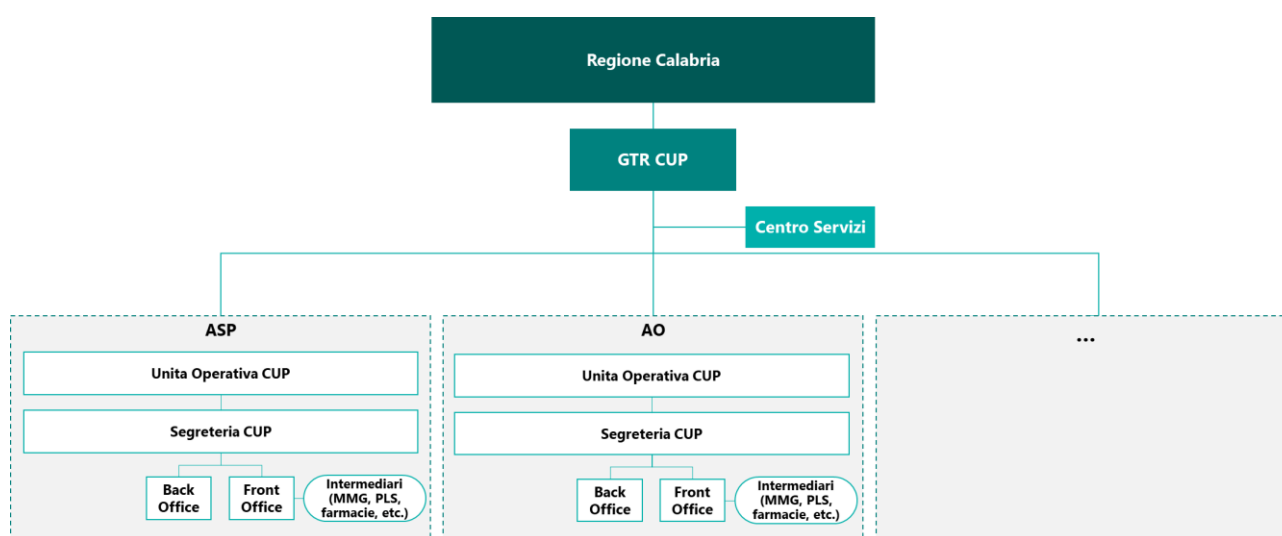 Regione Calabria
GTR CUP
Centro Servizi
ASP
Unita Operativa CUP
Segreteria CUP
Back
Office
Front
Office
Intermediari
(MMG, PLS,
farmacie, etc.)
AO
Unita Operativa CUP
Segreteria CUP
Back
Office
Front
Office
Intermediari
(MMG, PLS,
farmacie, etc.)
...